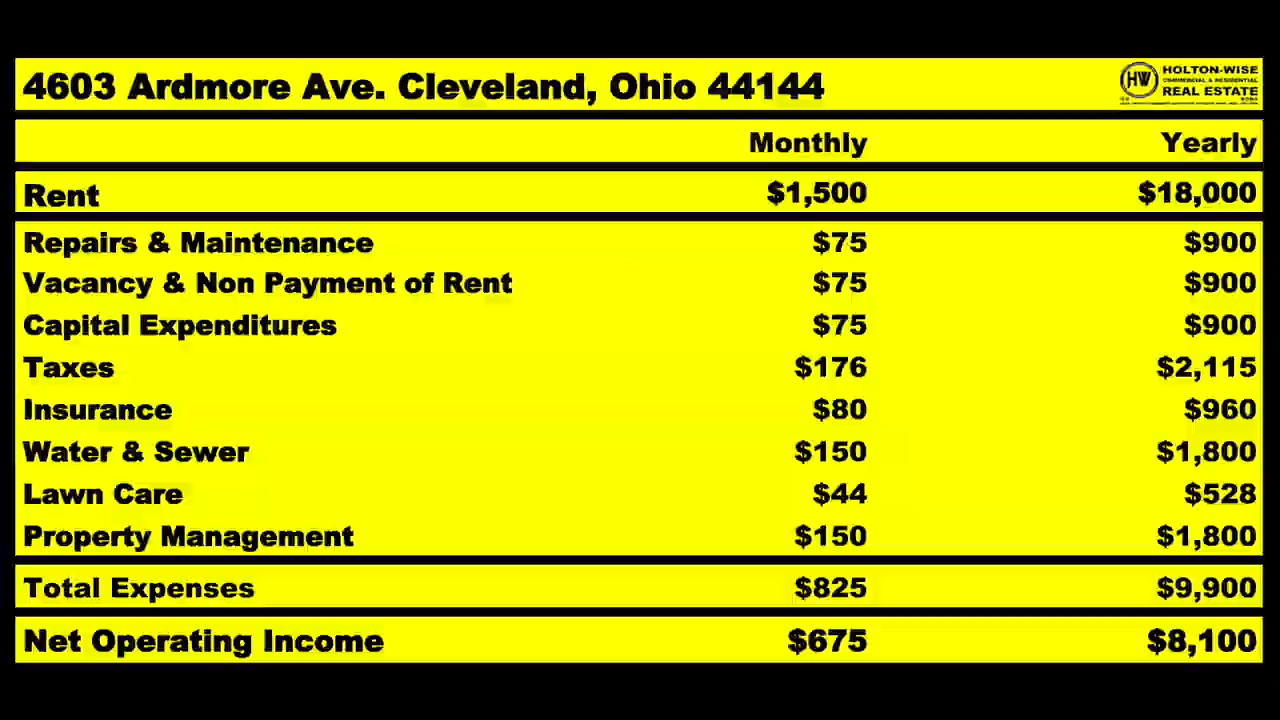 4603 Ardmore Ave. Cleveland, Ohio 44144
HW HOLTON-WISE
COMMERCIAL & RESIDENTIAL
REAL ESTATE
Monthly Yearly
Rent $1,500 $18,000
Repairs & Maintenance $75 $900
Vacancy & Non Payment of Rent $75 $900
Capital Expenditures $75 $900
Taxes $176 $2,115
Insurance $80 $960
Water & Sewer $150 $1,800
Lawn Care $44 $528
Property Management $150 $1,800
Total Expenses $825 $9,900
Net Operating Income $675 $8,100